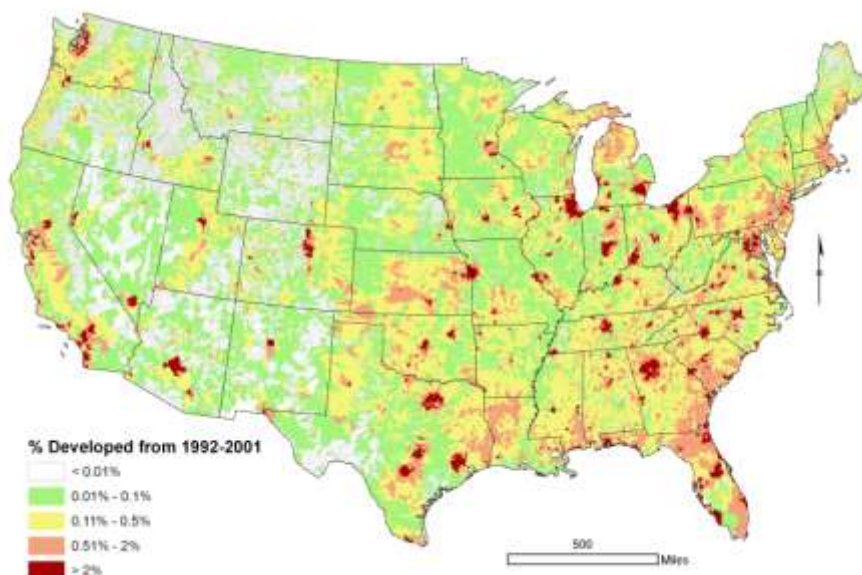 % Developed from 1992-2001
< 0.01%
0.01% - 0.1%
0.11% - 0.5%
0.51% - 2%
> 2%
500
Miles